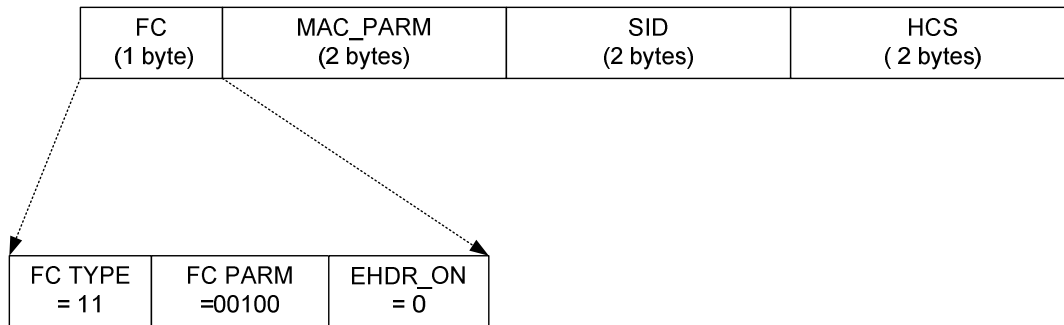 FC
(1 byte)
MAC_PARM
(2 bytes)
SID
(2 bytes)
HCS
( 2 bytes)
FC TYPE
= 11
FC PARM
=00100
EHDR_ON
= 0